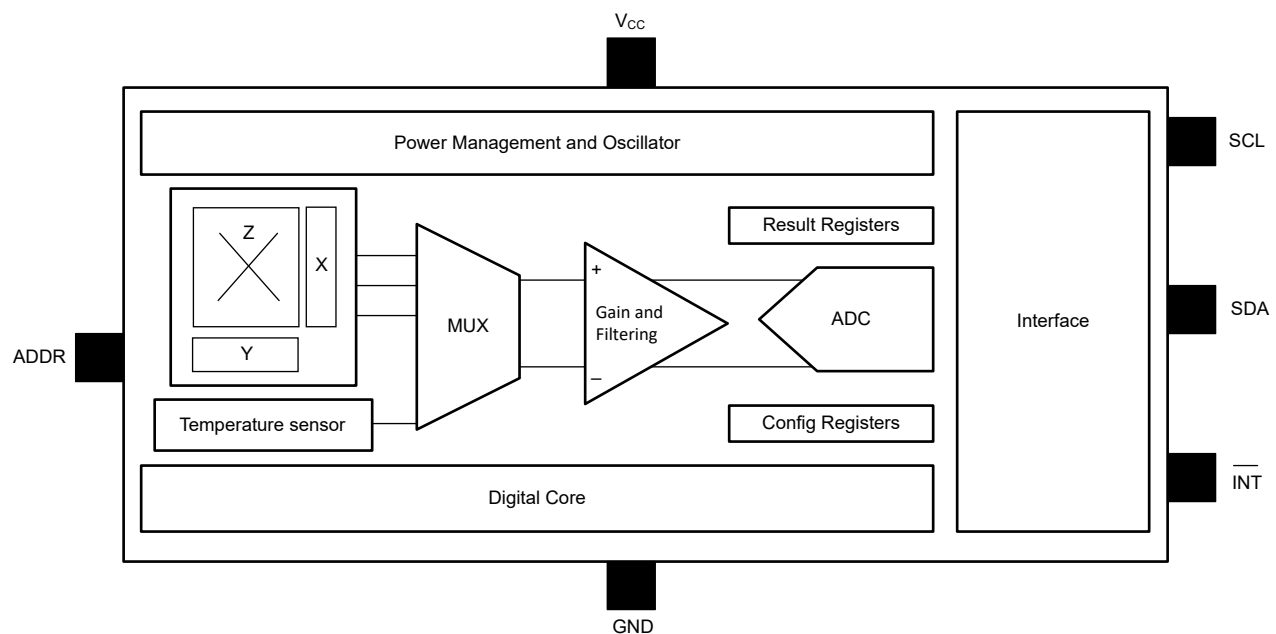 VCC
Power Management and Oscillator
SCL
Z
X
Result Registers
+
Gain and
Filtering
MUX
ADC
Interface
SDA
ADDR
Y
–
Temperature sensor
Config Registers
INT
Digital Core
GND